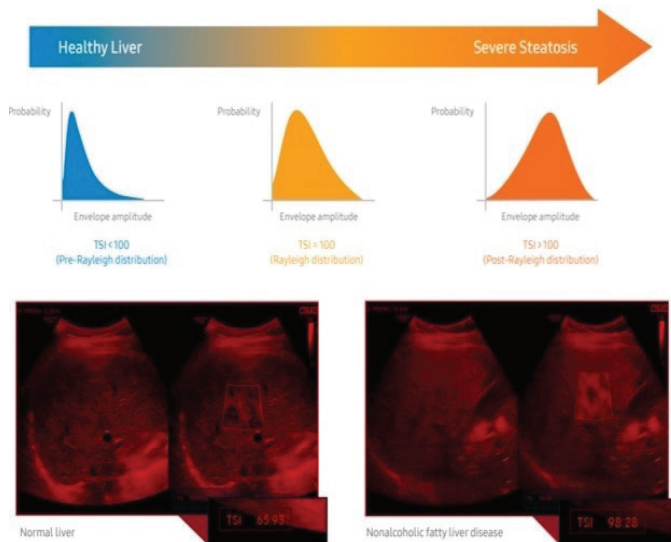 Healthy Liver
Severe Steatosis
Probability
Probability
Probability
Envelope amplitude
Envelope amplitude
Envelope amplitude
TSI < 100
(Pre-Rayleigh distribution)
TSI = 100
(Rayleigh distribution)
TSI > 100
(Post-Rayleigh distribution)
TSI 65.93
TSI 98.28
Normal liver
Nonalcoholic fatty liver disease